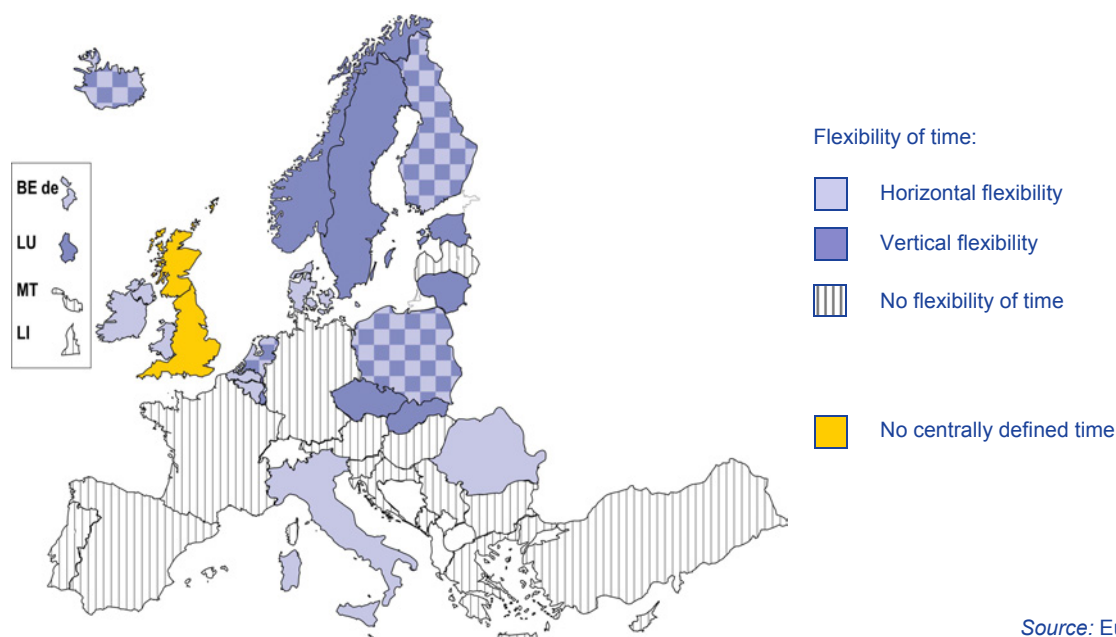 BE de
LU
MT
LI
Flexibility of time:
Horizontal flexibility
Vertical flexibility
No flexibility of time
No centrally defined time
Source: